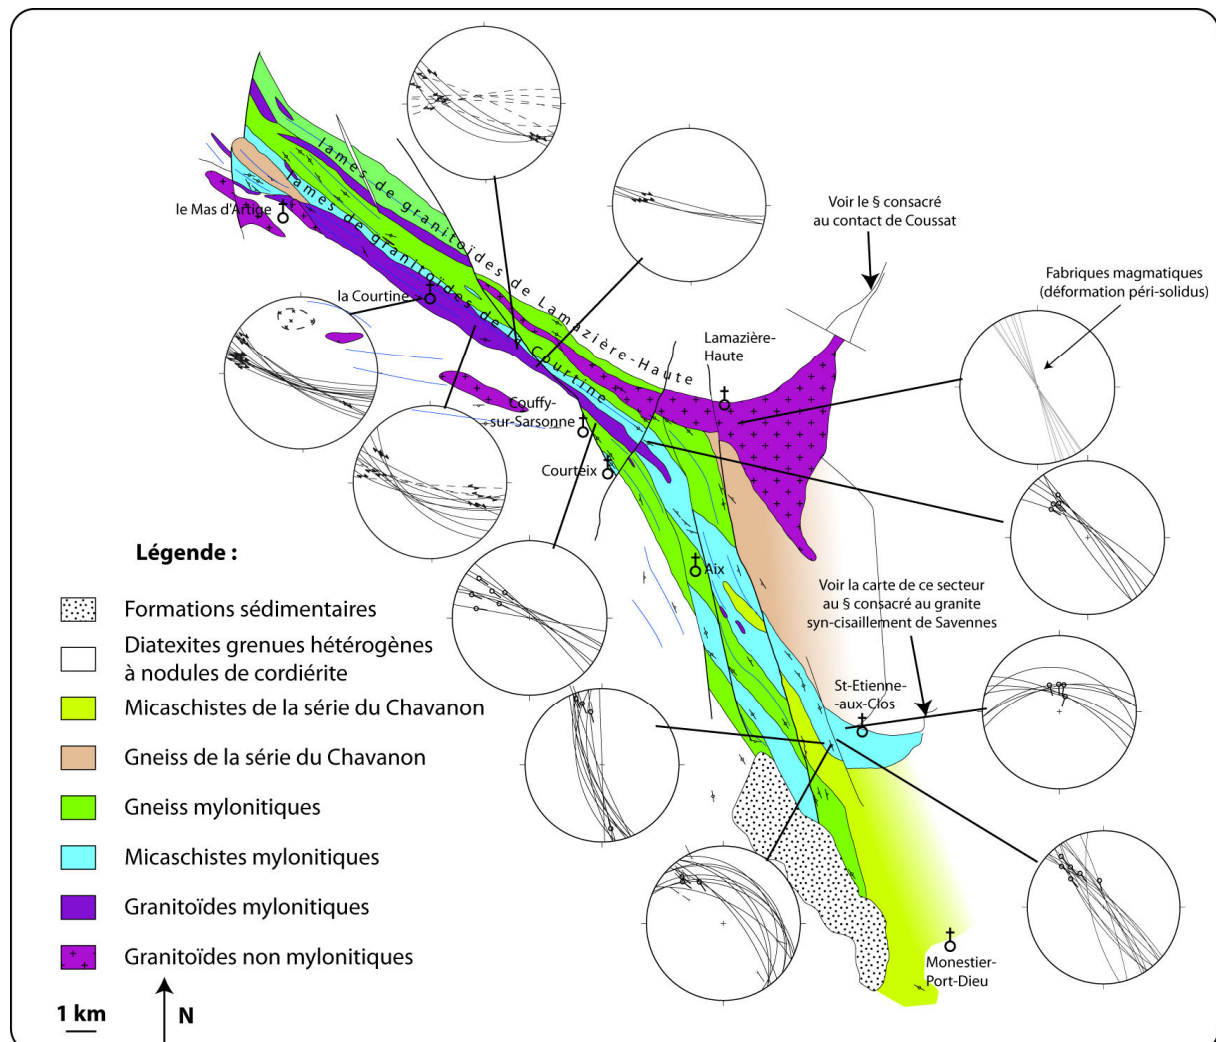 lames de granitoïdes de Lamazière-Haute
lames de granitoïdes de la Courtine
le Mas d'Artige
la Courtine
Voir le § consacré
au contact de Coussat
Fabriques magmatiques
(déformation péri-solidus)
Lamazière-
Haute
Couffy-
sur-Sarsonne
Courteix
Aix
Voir la carte de ce secteur
au § consacré au granite
syn-cisaillement de Savennes
St-Etienne-
-aux-Clos
Monestier-
Port-Dieu
Légende :
Formations sédimentaires
Diatexites grenues hétérogènes
à nodules de cordiérite
Micaschistes de la série du Chavanon
Gneiss de la série du Chavanon
Gneiss mylonitiques
Micaschistes mylonitiques
Granitoïdes mylonitiques
Granitoïdes non mylonitiques
1 km
N